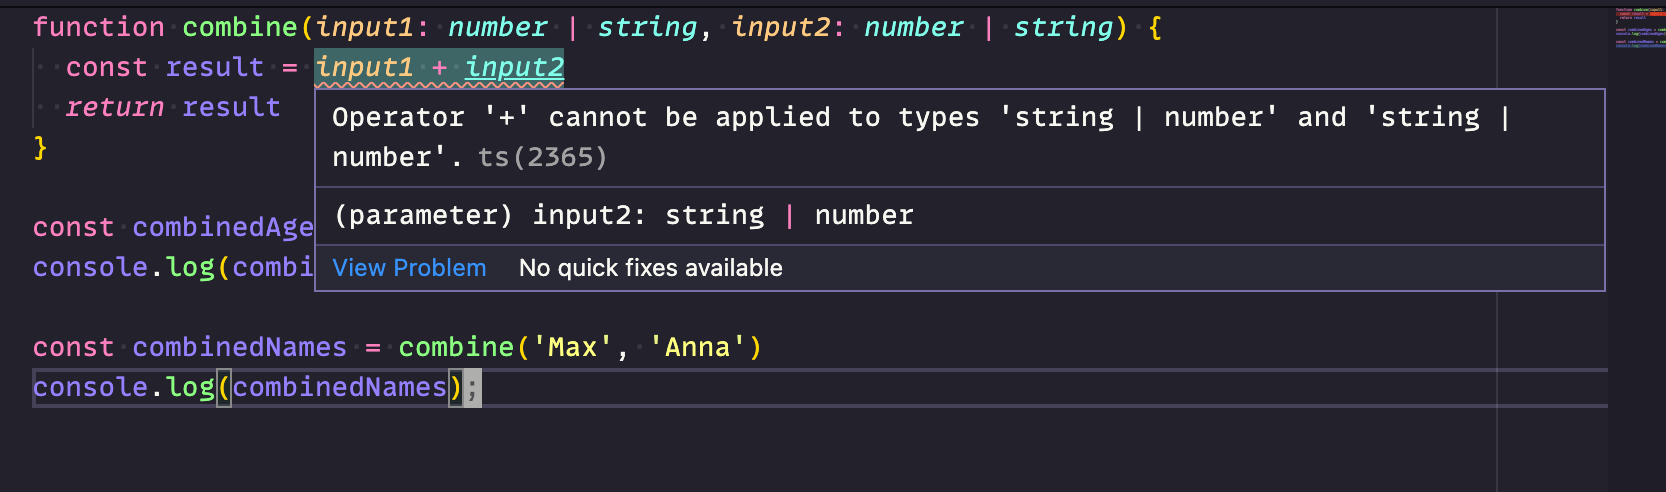 function combine(input1: number | string, input2: number | string) {
const result = input1 + input2
return result
}
Operator '+' cannot be applied to types 'string | number' and 'string |
number'. ts(2365)
(parameter) input2: string | number
View Problem No quick fixes available
const combinedAge
console.log(combi
const combinedNames = combine('Max', 'Anna')
console.log(combinedNames);